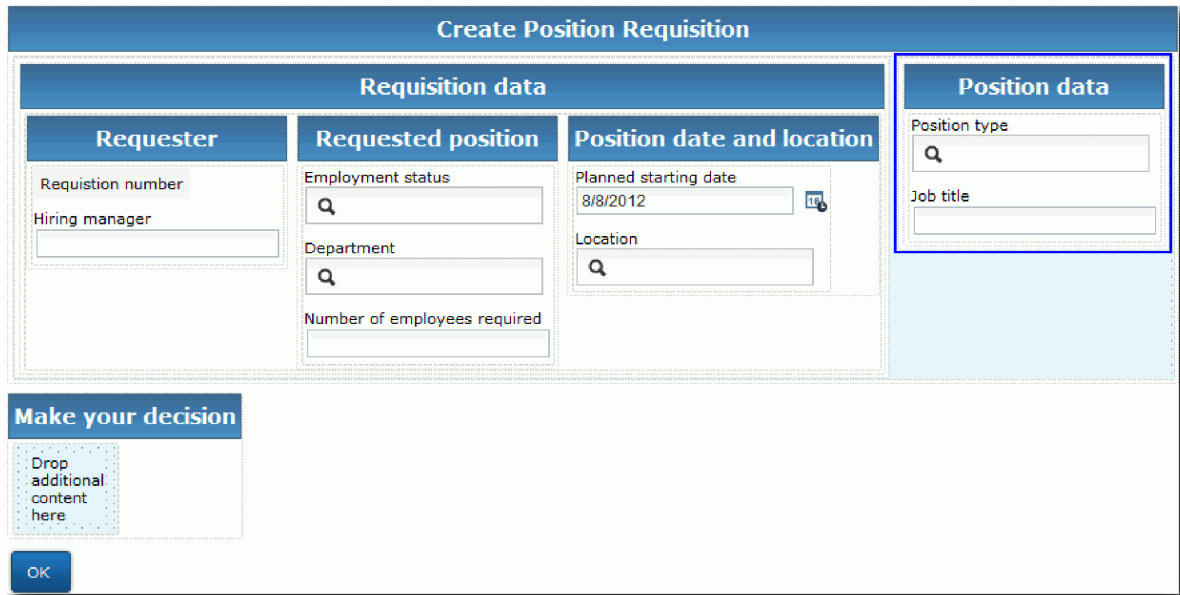 Create Position Requisition
Requisition data
Position data
Requester
Requested position
Position date and location
Position type
Requistion number
Hiring manager
Employment status
Department
Number of employees required
Planned starting date
8/8/2012
16
Location
Job title
Make your decision
Drop
additional
content
here
OK